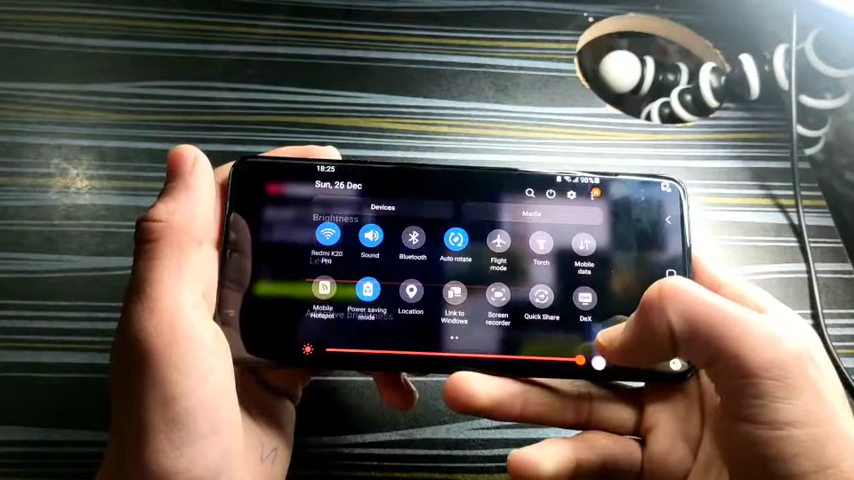 18:25
98%
Sun, 26 Dec
Devices
Media
Brightness
Redmi K20 Pro
Sound
Bluetooth
Auto rotate
Flight mode
Torch
Mobile data
Mobile Hotspot
Power saving mode
Location
Link to Windows
Screen recorder
Quick Share
DeX